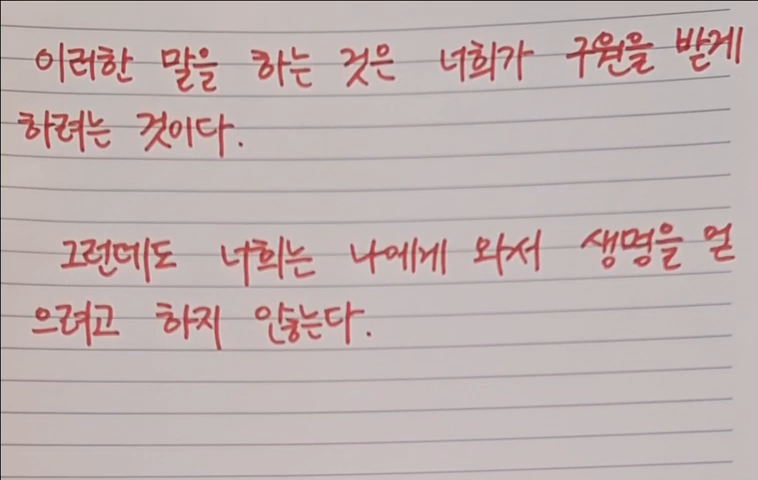 이러한 말을 하는 것은 너희가 구원을 받게
하려는 것이다.
그런데도 너희는 나에게 와서 생명을 얻
으려고 하지 않는다.